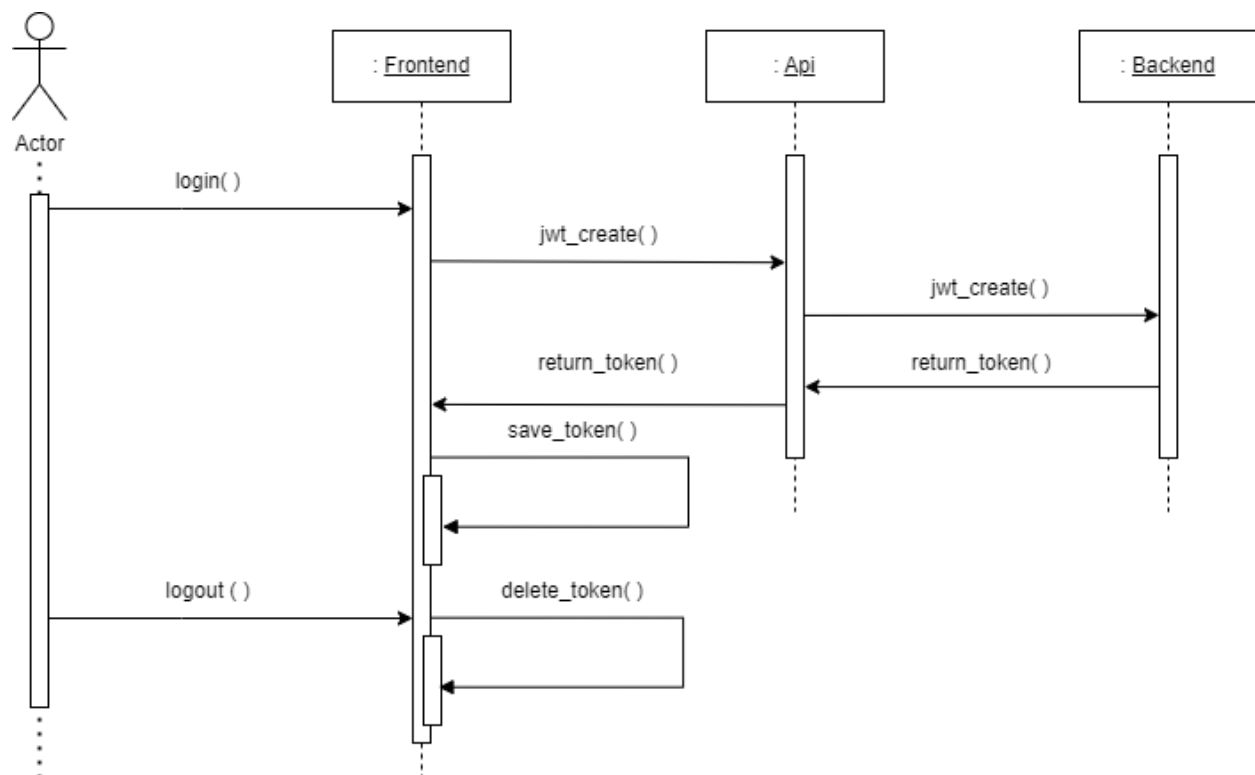 : Frontend
: Api
: Backend
Actor
login( )
jwt_create( )
jwt_create( )
return_token( )
return_token( )
save_token( )
logout ( )
delete_token( )